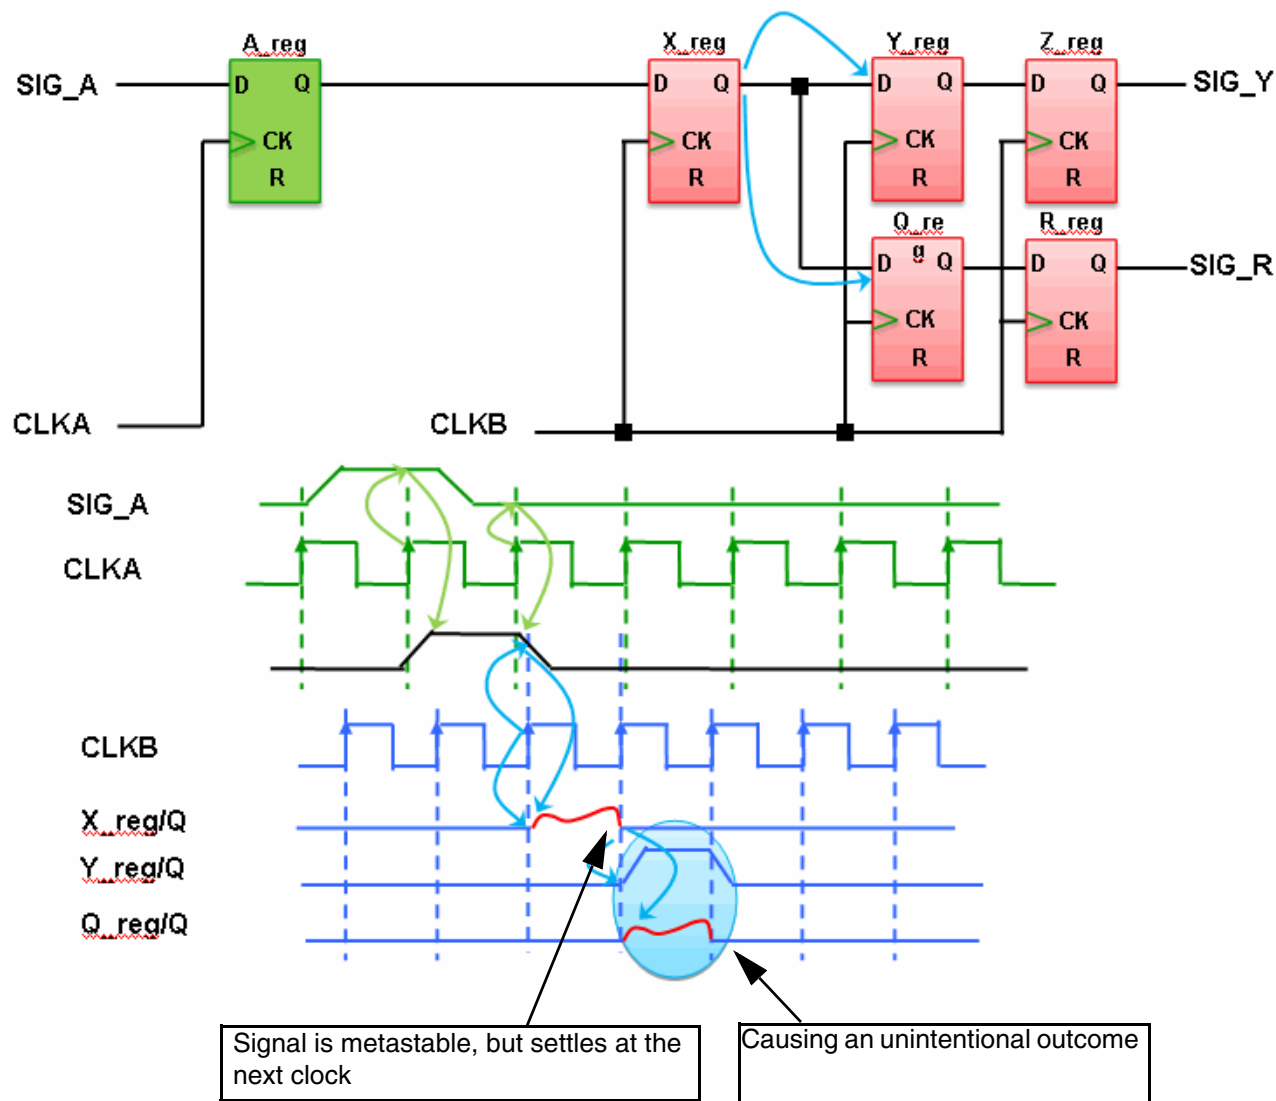 A_reg
X_reg
Y_reg
Z_reg
SIG_A
D Q
D Q
D Q
D Q
SIG_Y
CK
CK
CK
CK
R
R
R
R
Q_re
g
R_reg
D Q
D Q
SIG_R
CK
CK
R
R
CLKA
CLKB
SIG_A
CLKA
CLKB
X_reg/Q
Y_reg/Q
Q_reg/Q
Signal is metastable, but settles at the
next clock
Causing an unintentional outcome